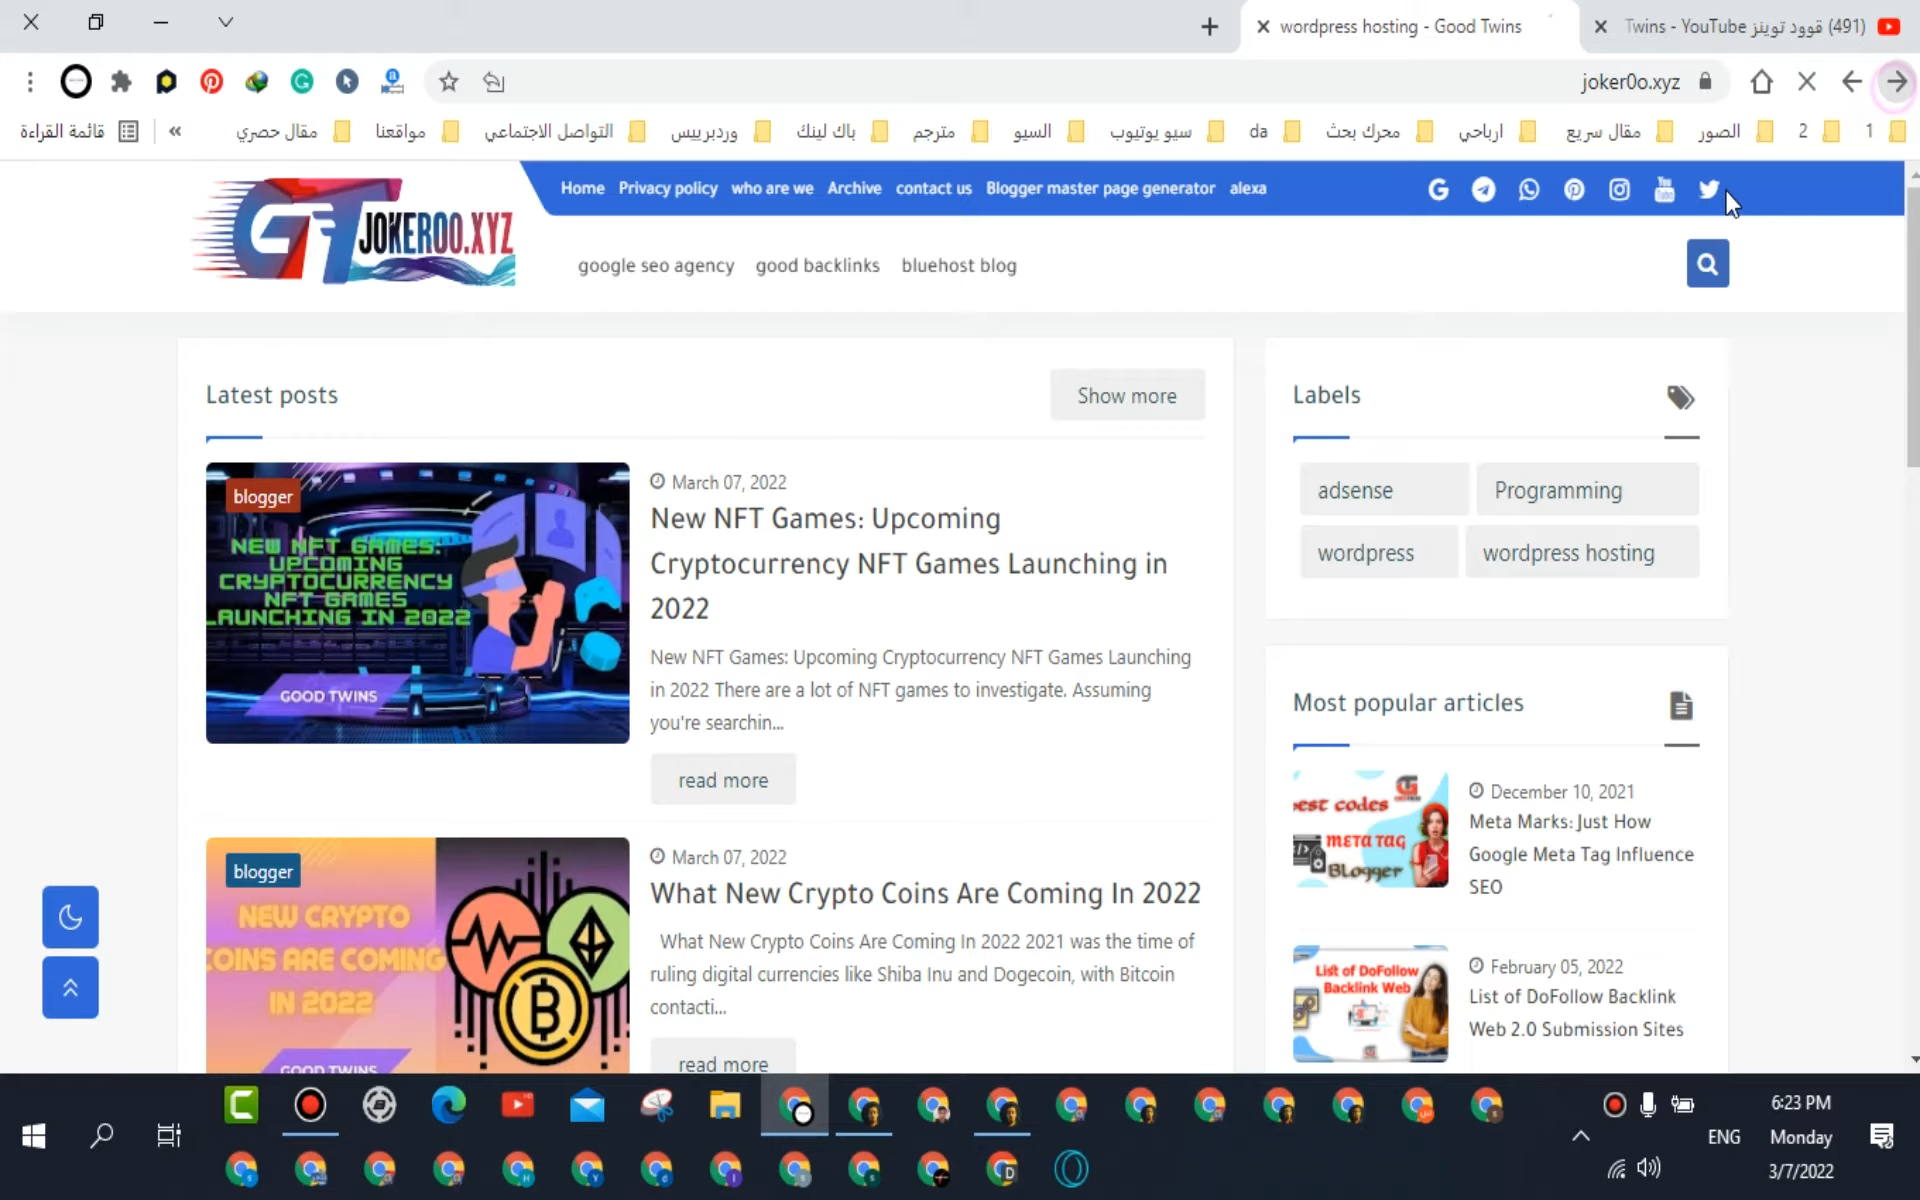 wordpress hosting - Good Twins
Twins - YouTube قوود توينز (491)
joker0o.xyz
قائمة القراءة
»
مقال حصري
مواقعنا
التواصل الاجتماعي
وردبرييس
باك لينك
مترجم
السيو
سيو يوتيوب
da
محرك بحث
ارباحي
مقال سريع
الصور
2
1
JOKEROO.XYZ
Home Privacy policy who are we Archive contact us Blogger master page generator alexa
google seo agency good backlinks bluehost blog
Latest posts
Show more
blogger
NEW NFT GAMES:
UPCOMING
CRYPTOCURRENCY
NFT GAMES
LAUNCHING IN 2022
GOOD TWINS
March 07, 2022
New NFT Games: Upcoming
Cryptocurrency NFT Games Launching in
2022
New NFT Games: Upcoming Cryptocurrency NFT Games Launching
in 2022 There are a lot of NFT games to investigate. Assuming
you're searchin...
read more
blogger
NEW CRYPTO
COINS ARE COMING
IN 2022
GOOD TWINS
March 07, 2022
What New Crypto Coins Are Coming In 2022
What New Crypto Coins Are Coming In 2022 2021 was the time of
ruling digital currencies like Shiba Inu and Dogecoin, with Bitcoin
contacti...
read more
Labels
adsense
Programming
wordpress
wordpress hosting
Most popular articles
Best codes
META TAG
Blogger
December 10, 2021
Meta Marks: Just How
Google Meta Tag Influence
SEO
List of DoFollow
Backlink Web
February 05, 2022
List of DoFollow Backlink
Web 2.0 Submission Sites
6:23 PM
ENG
Monday
3/7/2022